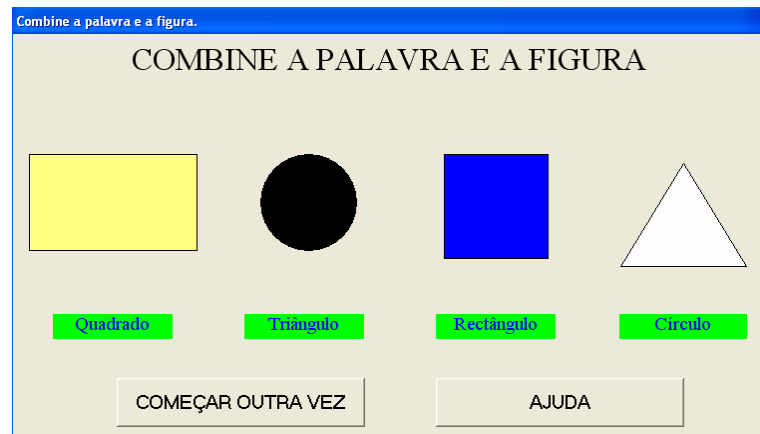 Combine a palavra e a figura.
COMBINE A PALAVRA E A FIGURA
Quadrado Triângulo Rectângulo Círculo
COMEÇAR OUTRA VEZ AJUDA